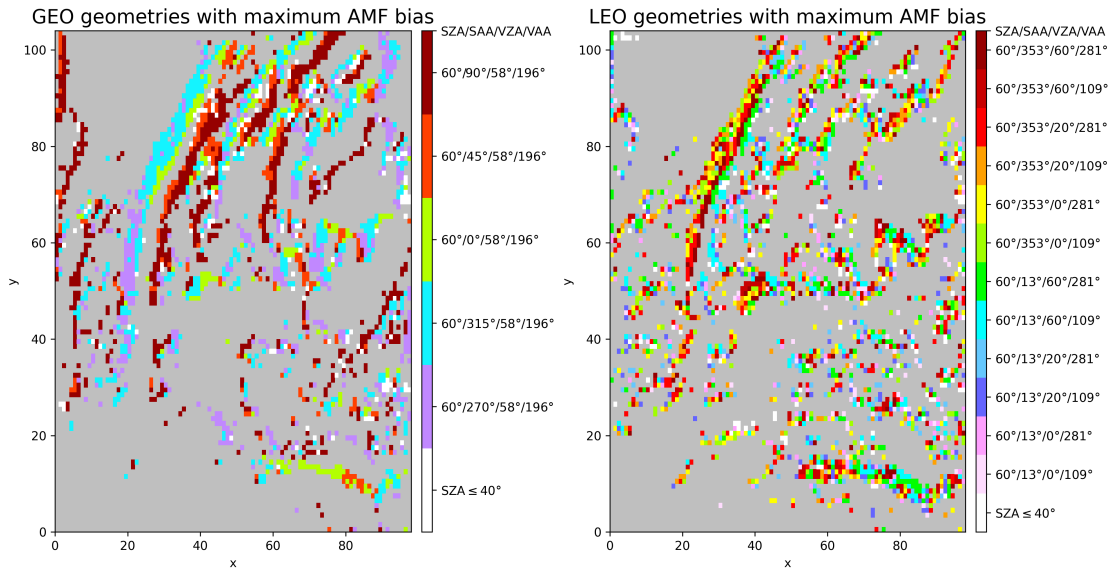 GEO geometries with maximum AMF bias
SZA/SAA/VZA/VAA
60°/90°/58°/196°
60°/45°/58°/196°
60°/0°/58°/196°
60°/315°/58°/196°
60°/270°/58°/196°
SZA ≤ 40°
100
80
60
40
20
0
y
0 20 40 60 80
x
LEO geometries with maximum AMF bias
SZA/SAA/VZA/VAA
60°/353°/60°/281°
60°/353°/60°/109°
60°/353°/20°/281°
60°/353°/20°/109°
60°/353°/0°/281°
60°/353°/0°/109°
60°/13°/60°/281°
60°/13°/60°/109°
60°/13°/20°/281°
60°/13°/20°/109°
60°/13°/0°/281°
60°/13°/0°/109°
SZA ≤ 40°
100
80
60
40
20
0
y
0 20 40 60 80
x